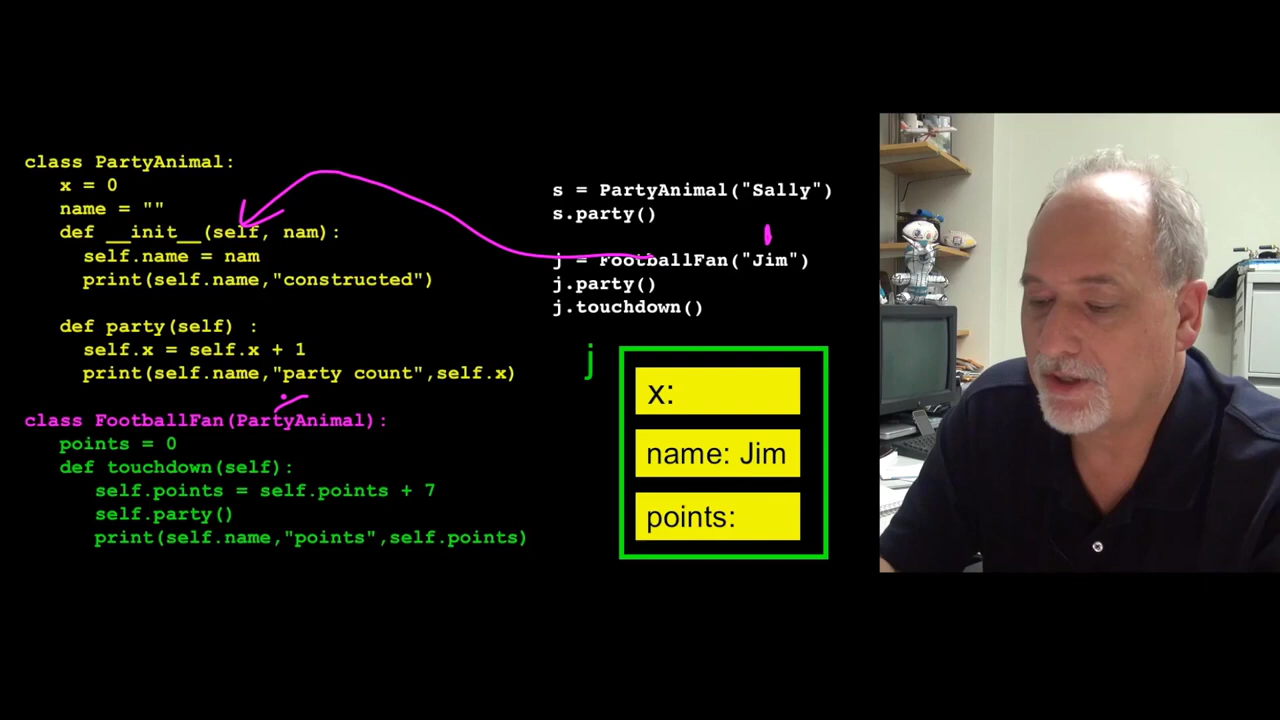 class PartyAnimal:
x = 0
name = ""
def __init__(self, nam):
self.name = nam
print(self.name,"constructed")
def party(self) :
self.x = self.x + 1
print(self.name,"party count",self.x)
class FootballFan(PartyAnimal):
points = 0
def touchdown(self):
self.points = self.points + 7
self.party()
print(self.name,"points",self.points)
s = PartyAnimal("Sally")
s.party()
j = FootballFan("Jim")
j.party()
j.touchdown()
j
x:
name: Jim
points: